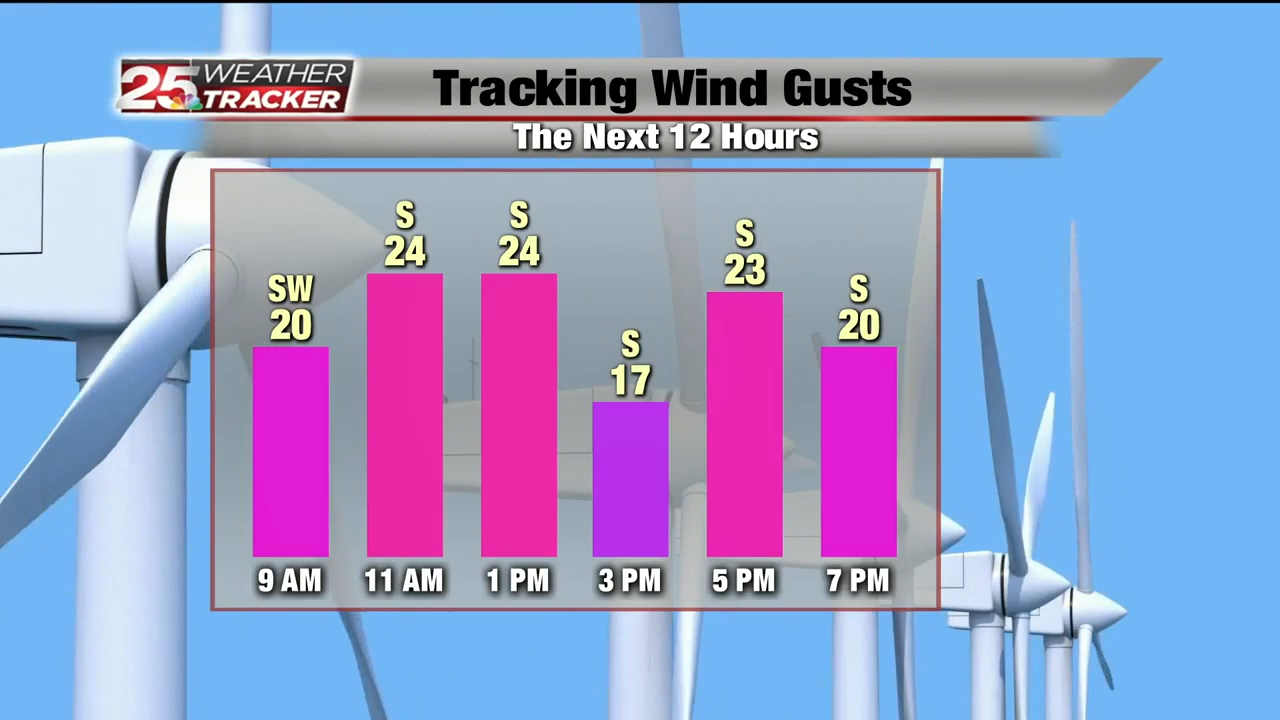 25 WEATHER
TRACKER
Tracking Wind Gusts
The Next 12 Hours
SW
20
S
24
S
24
S
17
S
23
S
20
9 AM 11 AM 1 PM 3 PM 5 PM 7 PM